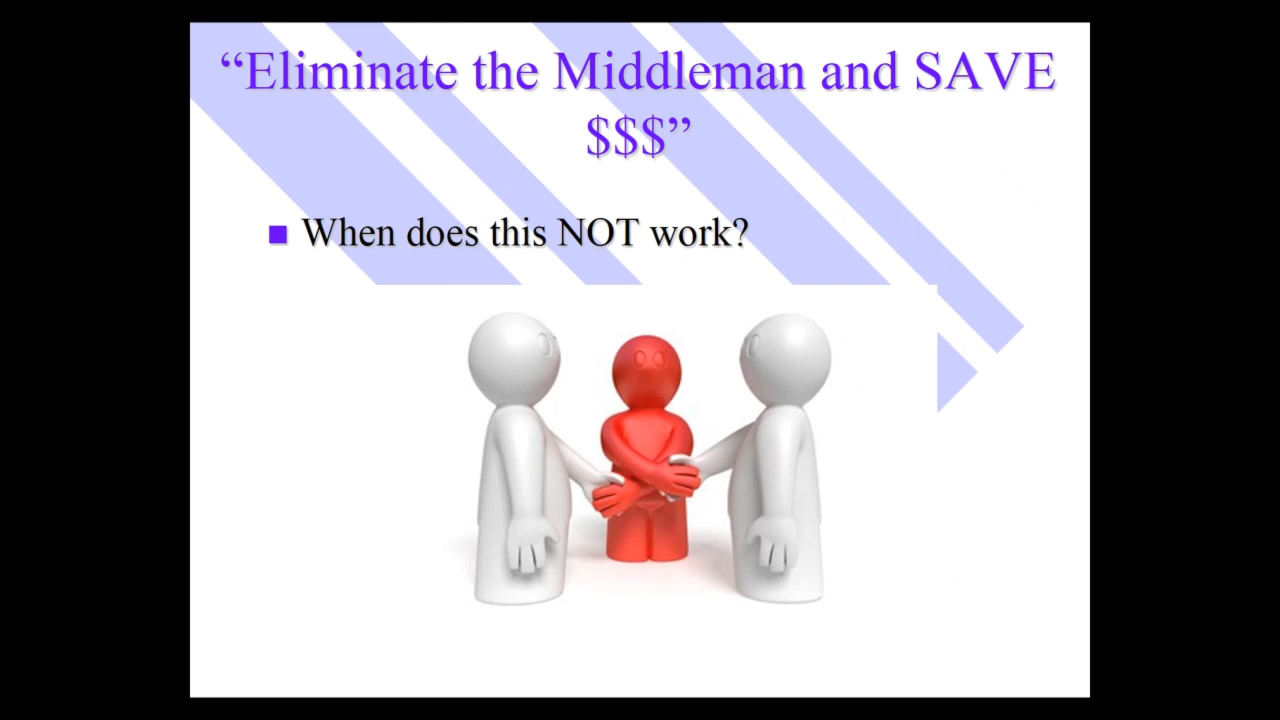 “Eliminate the Middleman and SAVE
$$$”
When does this NOT work?